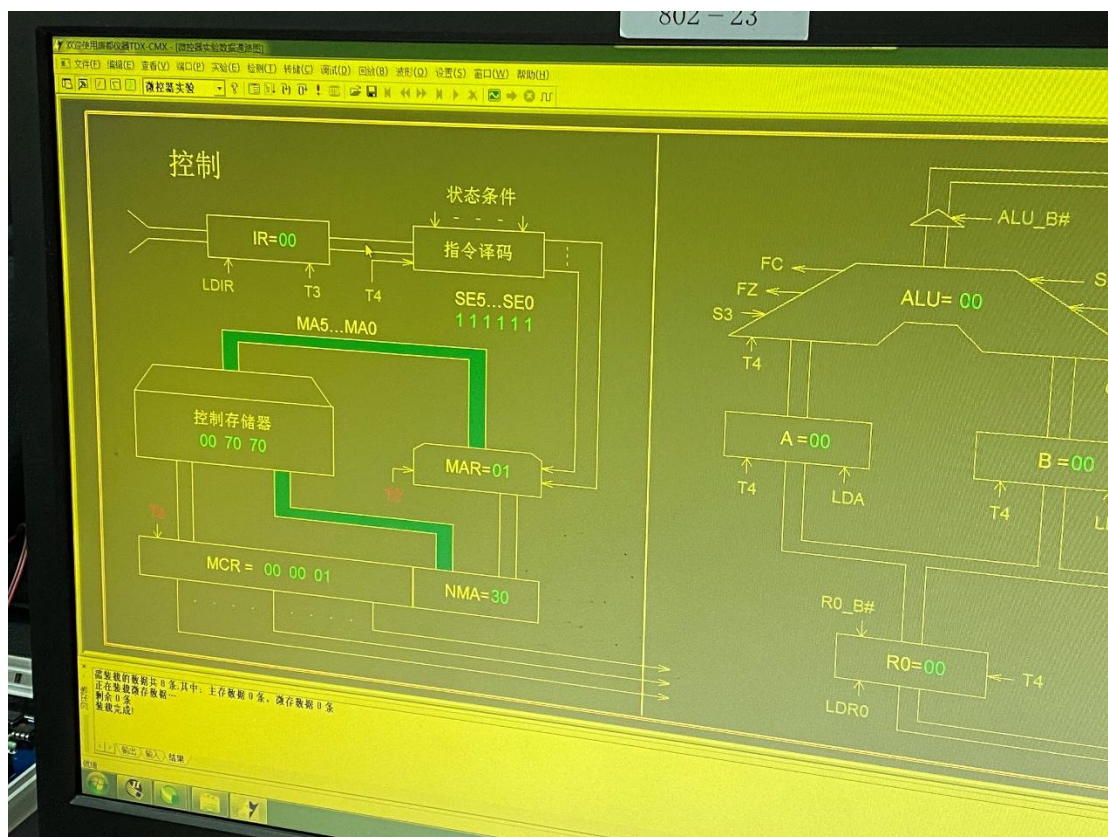 802-23
欢迎使用唐都仪器TDX-CMX - [微控器实验数据通路图]
文件(F) 编辑(E) 查看(V) 端口(P) 实验(E) 检测(T) 转储(C) 调试(D) 回放(B) 波形(O) 设置(S) 窗口(W) 帮助(H)
微控器实验
控制
状态条件
IR=00
指令译码
LDIR
T3
T4
SE5...SE0
111111
MA5...MA0
控制存储器
00 70 70
MAR=01
MCR = 00 00 01
NMA=30
ALU_B#
FC
FZ
S3
ALU= 00
T4
A =00
B =00
T4
LDA
T4
R0_B#
R0=00
T4
LDR0
需装载的数据共 0 条,其中: 主存数据 0 条, 微存数据 0 条
正在装载微存数据…
剩余 0 条
装载完成!
输出
输入
结果
就绪